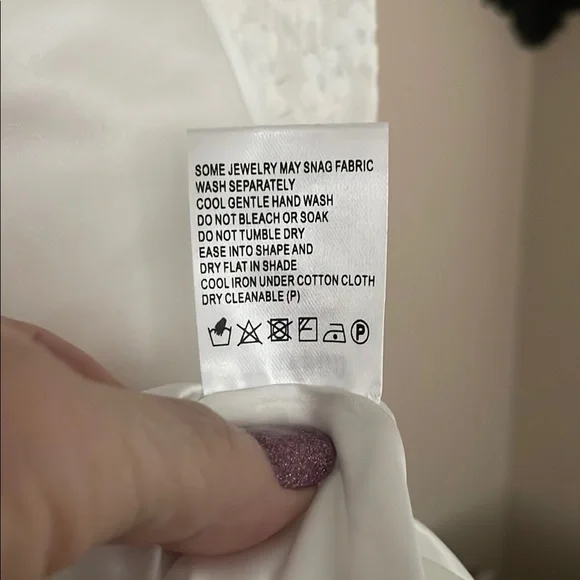 SOME JEWELRY MAY SNAG FABRIC
WASH SEPARATELY
COOL GENTLE HAND WASH
DO NOT BLEACH OR SOAK
DO NOT TUMBLE DRY
EASE INTO SHAPE AND
DRY FLAT IN SHADE
COOL IRON UNDER COTTON CLOTH
DRY CLEANABLE (P)
P